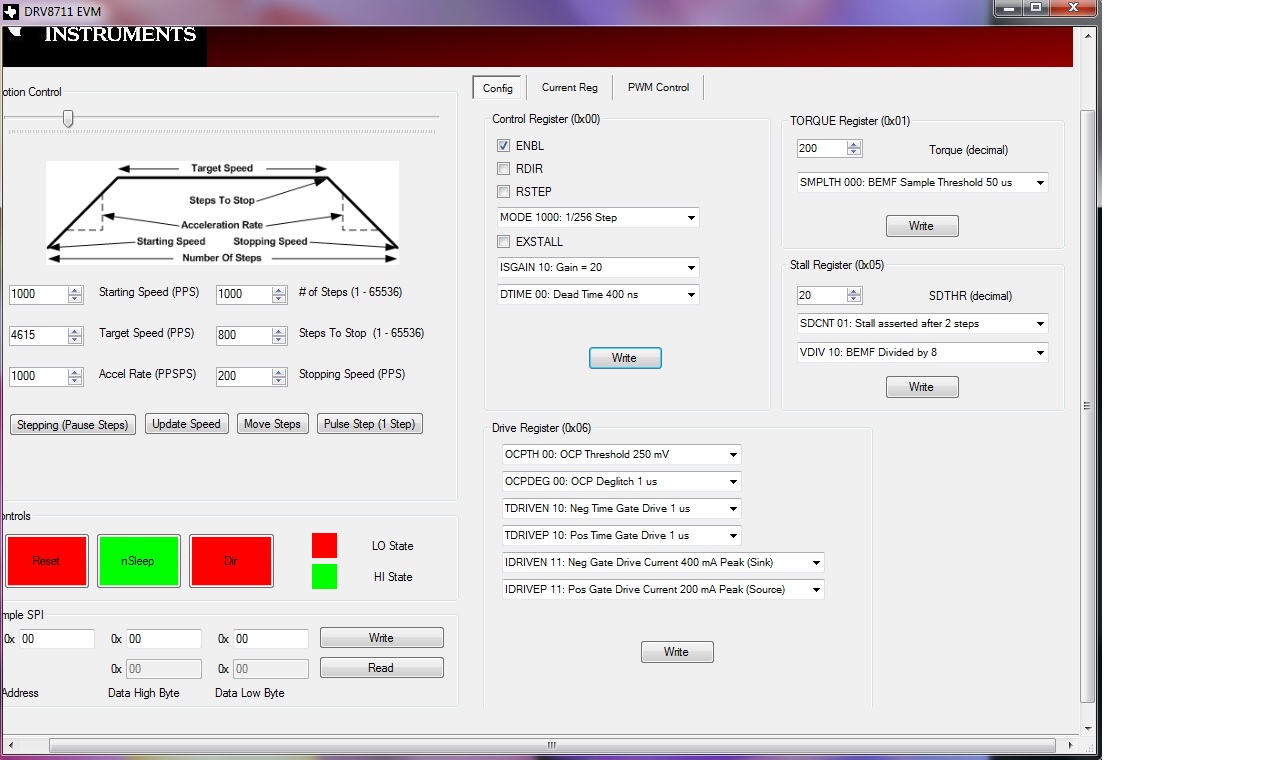 DRV8711 EVM
INSTRUMENTS
otion Control
Target Speed
Steps To Stop
Acceleration Rate
Starting Speed Stopping Speed
Number Of Steps
1000 Starting Speed (PPS) 1000 # of Steps (1 - 65536)
4615 Target Speed (PPS) 800 Steps To Stop (1 - 65536)
1000 Accel Rate (PPSPS) 200 Stopping Speed (PPS)
Stepping (Pause Steps) Update Speed Move Steps Pulse Step (1 Step)
ontrols
Reset nSleep Dir
LO State
HI State
mple SPI
0x 00 0x 00 0x 00 Write
0x 00 0x 00 Read
Address Data High Byte Data Low Byte
Config Current Reg PWM Control
Control Register (0x00)
ENBL
RDIR
RSTEP
MODE 1000: 1/256 Step
EXSTALL
ISGAIN 10: Gain = 20
DTIME 00: Dead Time 400 ns
Write
TORQUE Register (0x01)
200 Torque (decimal)
SMPLTH 000: BEMF Sample Threshold 50 us
Write
Stall Register (0x05)
20 SDTHR (decimal)
SDCNT 01: Stall asserted after 2 steps
VDIV 10: BEMF Divided by 8
Write
Drive Register (0x06)
OCPTH 00: OCP Threshold 250 mV
OCPDEG 00: OCP Deglitch 1 us
TDRIVEN 10: Neg Time Gate Drive 1 us
TDRIVEP 10: Pos Time Gate Drive 1 us
IDRIVEN 11: Neg Gate Drive Current 400 mA Peak (Sink)
IDRIVEP 11: Pos Gate Drive Current 200 mA Peak (Source)
Write